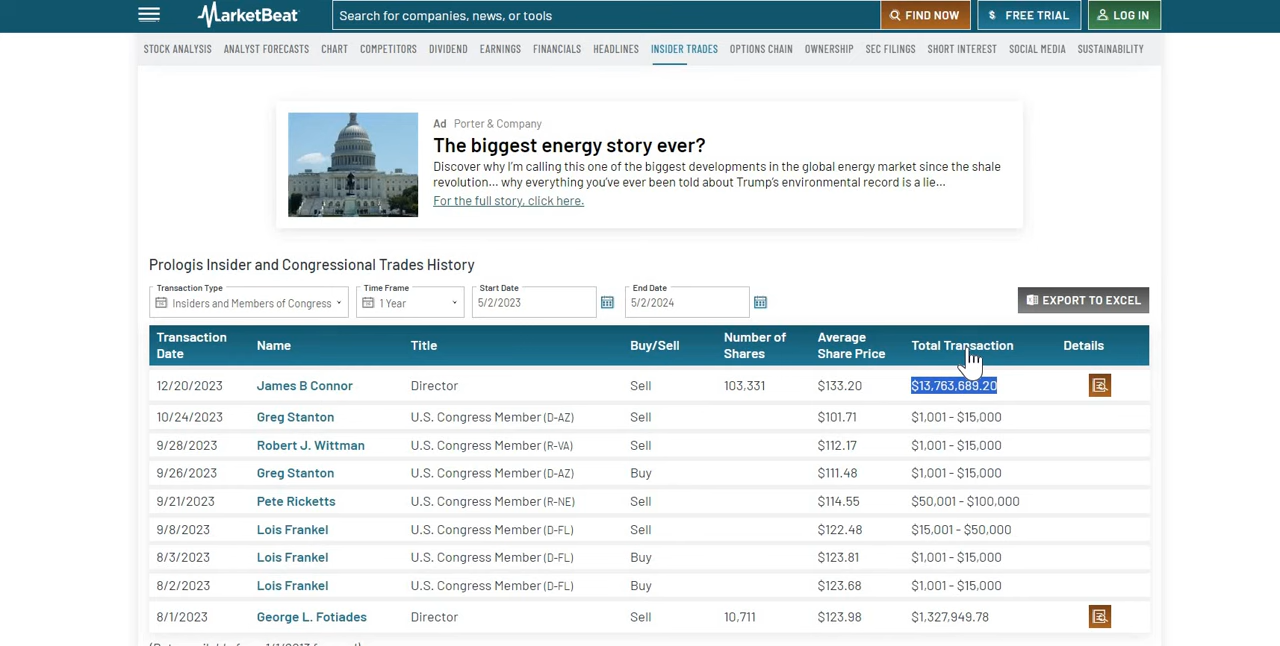 MarketBeat
Search for companies, news, or tools
FIND NOW
$ FREE TRIAL
LOG IN
STOCK ANALYSIS ANALYST FORECASTS CHART COMPETITORS DIVIDEND EARNINGS FINANCIALS HEADLINES INSIDER TRADES OPTIONS CHAIN OWNERSHIP SEC FILINGS SHORT INTEREST SOCIAL MEDIA SUSTAINABILITY
Ad Porter & Company
The biggest energy story ever?
Discover why I'm calling this one of the biggest developments in the global energy market since the shale
revolution... why everything you've ever been told about Trump's environmental record is a lie...
For the full story, click here.
Prologis Insider and Congressional Trades History
Transaction Type Time Frame Start Date End Date
Insiders and Members of Congress 1 Year 5/2/2023 5/2/2024
EXPORT TO EXCEL
Transaction Date Name Title Buy/Sell Number of Shares Average Share Price Total Transaction Details
12/20/2023 James B Connor Director Sell 103,331 $133.20 $13,763,689.20
10/24/2023 Greg Stanton U.S. Congress Member (D-AZ) Sell $101.71 $1,001 - $15,000
9/28/2023 Robert J. Wittman U.S. Congress Member (R-VA) Sell $112.17 $1,001 - $15,000
9/26/2023 Greg Stanton U.S. Congress Member (D-AZ) Buy $111.48 $1,001 - $15,000
9/21/2023 Pete Ricketts U.S. Congress Member (R-NE) Sell $114.55 $50,001 - $100,000
9/8/2023 Lois Frankel U.S. Congress Member (D-FL) Sell $122.48 $15,001 - $50,000
8/3/2023 Lois Frankel U.S. Congress Member (D-FL) Buy $123.81 $1,001 - $15,000
8/2/2023 Lois Frankel U.S. Congress Member (D-FL) Buy $123.68 $1,001 - $15,000
8/1/2023 George L. Fotiades Director Sell 10,711 $123.98 $1,327,949.78